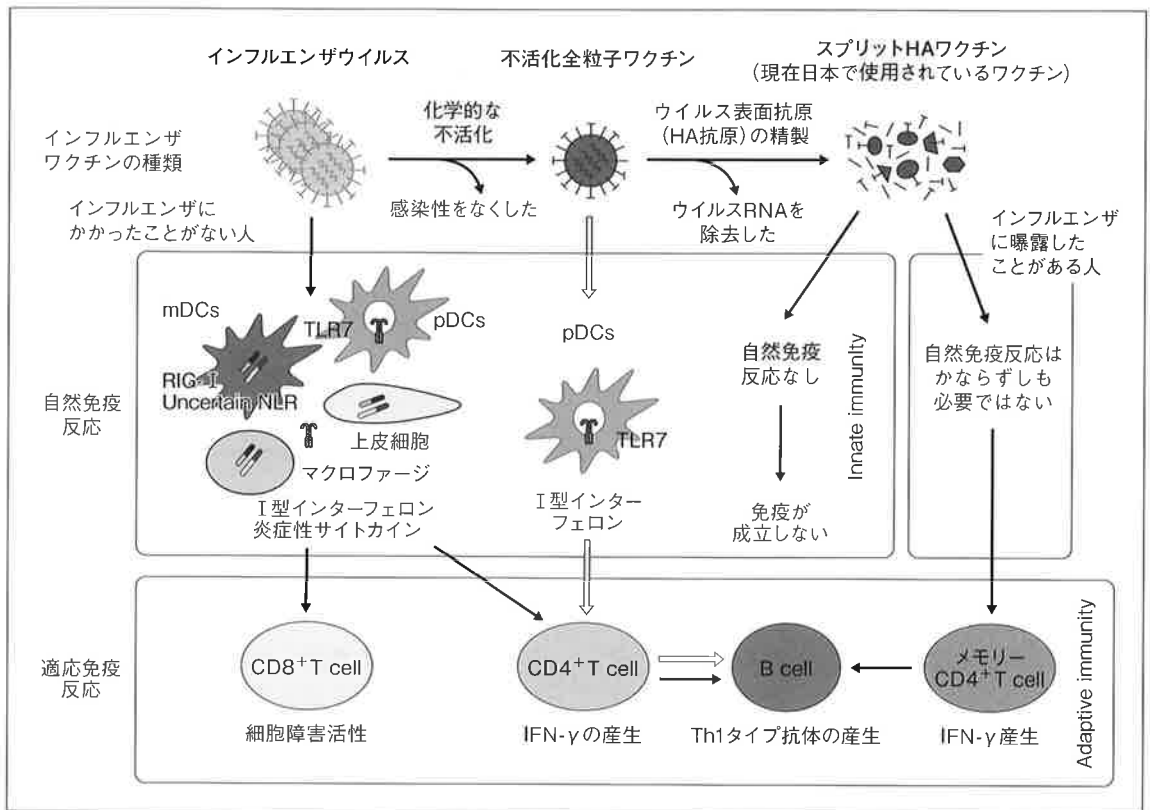 インフルエンザウイルス
不活化全粒子ワクチン
スプリットHAワクチン
(現在日本で使用されているワクチン)
インフルエンザ
ワクチンの種類
化学的な
不活化
感染性をなくした
ウイルス表面抗原
(HA抗原)の精製
ウイルスRNAを
除去した
インフルエンザに
かかったことがない人
インフルエンザ
に曝露した
ことがある人
自然免疫
反応
mDCs
TLR7
pDCs
RIG-I
Uncertain NLR
上皮細胞
マクロファージ
I型インターフェロン
炎症性サイトカイン
pDCs
TLR7
I型インター
フェロン
自然免疫
反応なし
免疫が
成立しない
Innate immunity
自然免疫反応は
かならずしも
必要ではない
適応免疫
反応
CD8+T cell
細胞障害活性
CD4+T cell
IFN-γの産生
B cell
Th1タイプ抗体の産生
メモリー
CD4+T cell
IFN-γ産生
Adaptive immunity